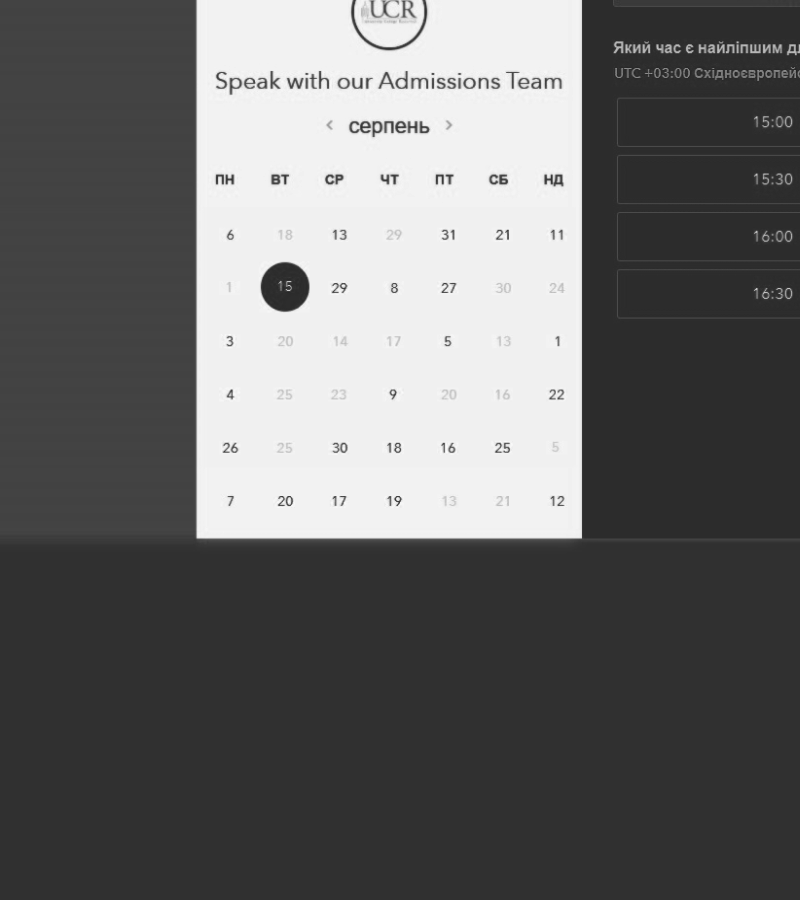 UCR
Speak with our Admissions Team
< серпень >
ПН ВТ СР ЧТ ПТ СБ НД
6 18 13 29 31 21 11
1 15 29 8 27 30 24
3 20 14 17 5 13 1
4 25 23 9 20 16 22
26 25 30 18 16 25 5
7 20 17 19 13 21 12
Який час є найліпшим
UTC +03:00
15:00
15:30
16:00
16:30